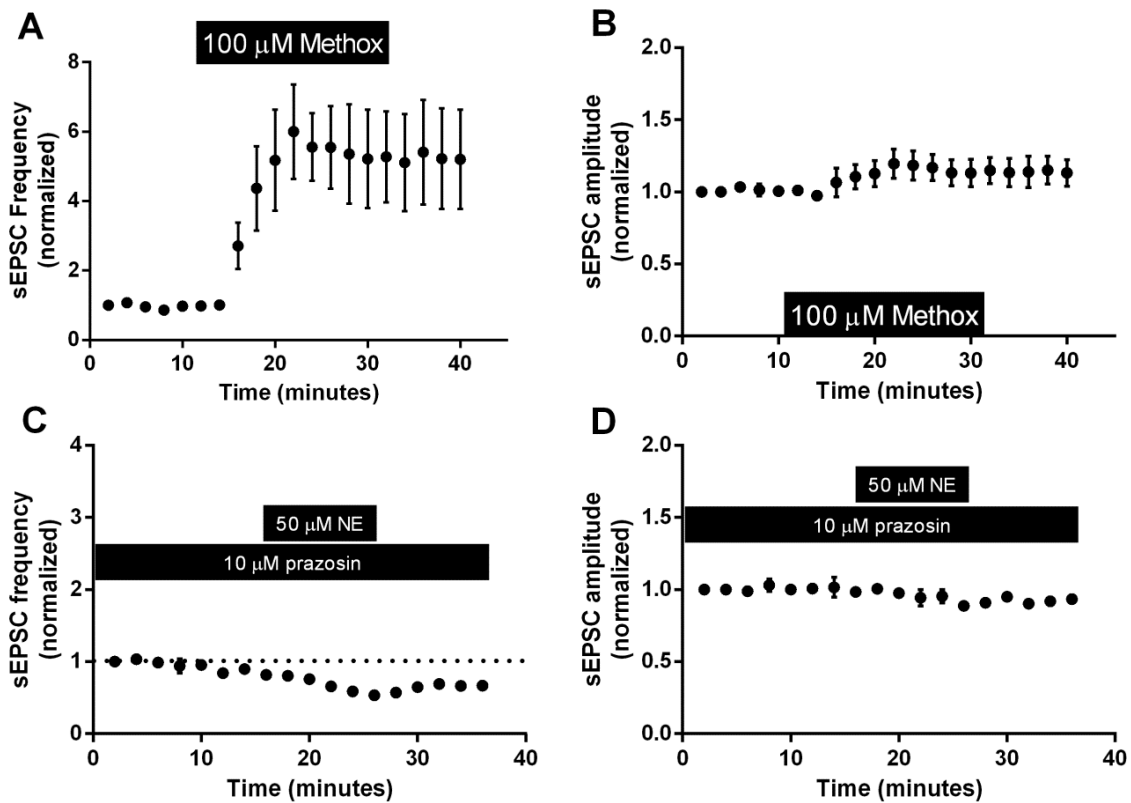 A
100 μM Methox
sEPSC Frequency
(normalized)
8
6
4
2
0
0
10
20
30
40
Time (minutes)
B
2.0
1.5
1.0
0.5
0.0
sEPSC amplitude
(normalized)
100 μM Methox
0
10
20
30
40
Time (minutes)
C
4
3
2
1
0
sEPSC frequency
(normalized)
50 μM NE
10 μM prazosin
0
10
20
30
40
Time (minutes)
D
2.0
1.5
1.0
0.5
0.0
sEPSC amplitude
(normalized)
50 μM NE
10 μM prazosin
0
10
20
30
40
Time (minutes)